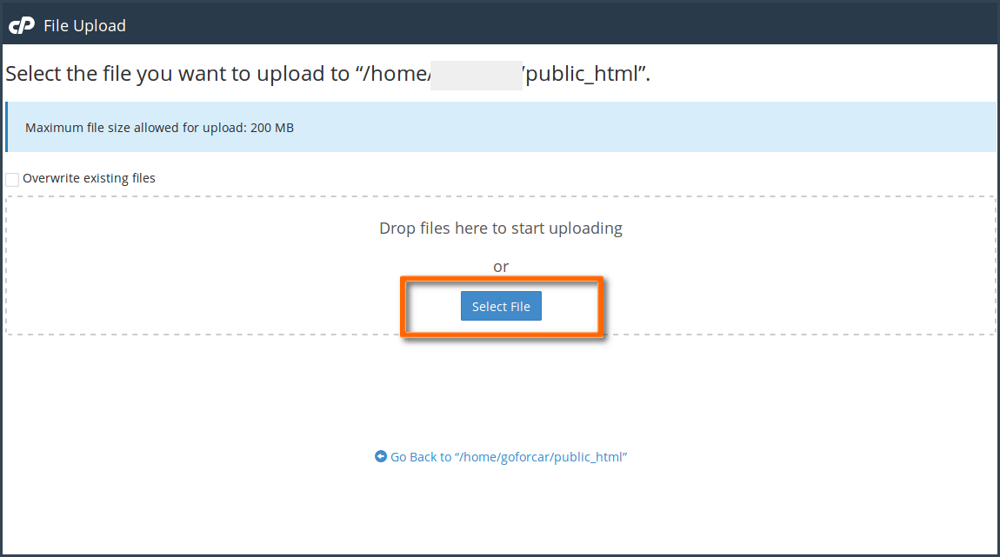 cP File Upload
Select the file you want to upload to “/home/ /public_html”.
Maximum file size allowed for upload: 200 MB
Overwrite existing files
Drop files here to start uploading
or
Select File
Go Back to “/home/goforcar/public_html”